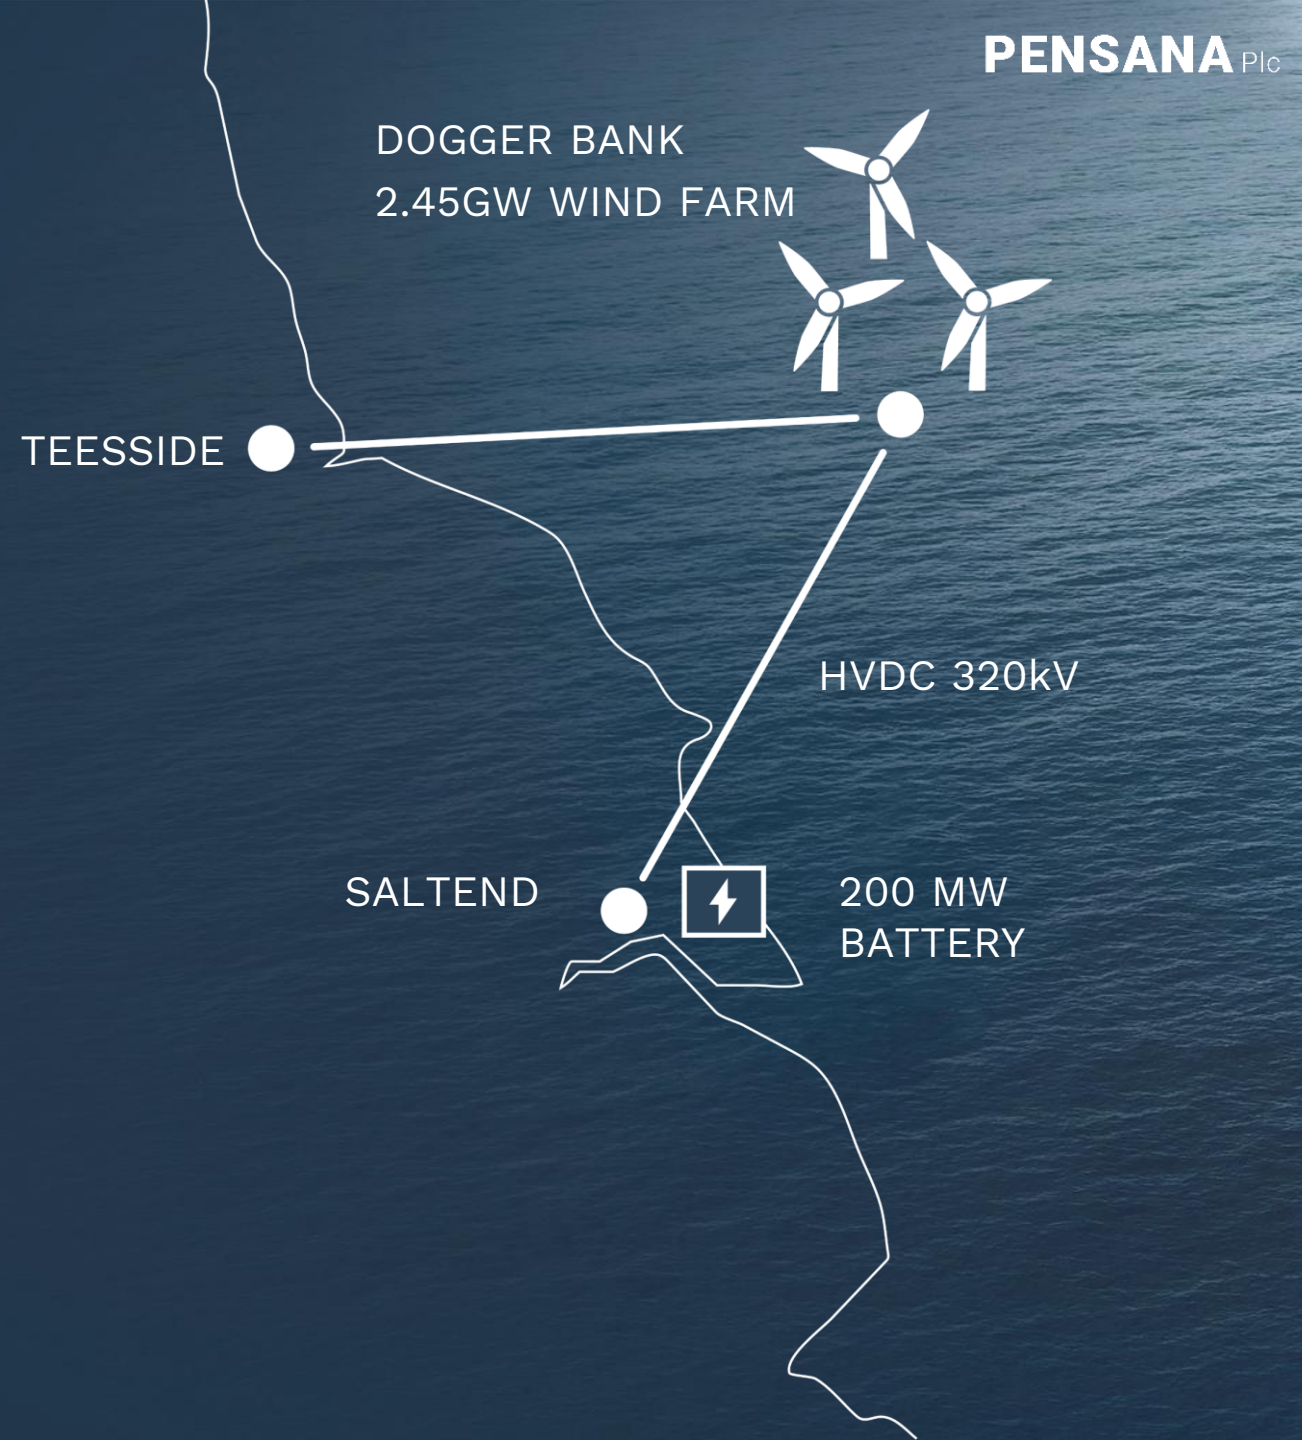 PENSANA Plc
DOGGER BANK
2.45GW WIND FARM
TEESSIDE
HVDC 320kV
SALTEND
200 MW
BATTERY